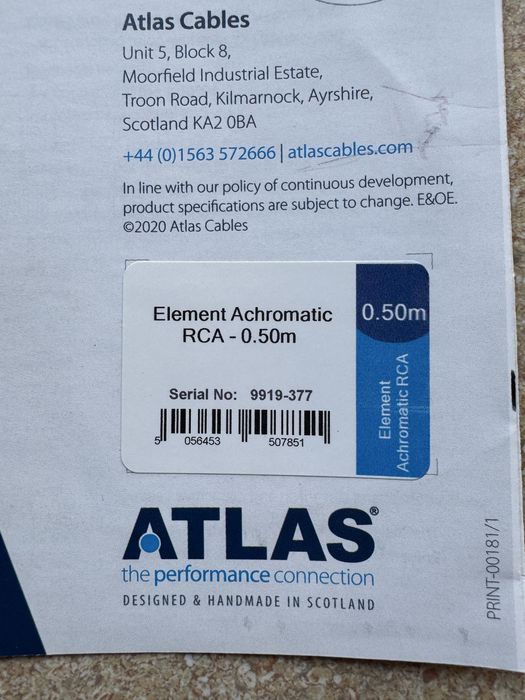 Atlas Cables
Unit 5, Block 8,
Moorfield Industrial Estate,
Troon Road, Kilmarnock, Ayrshire,
Scotland KA2 0BA
+44 (0)1563 572666 | atlascables.com
In line with our policy of continuous development,
product specifications are subject to change. E&OE.
©2020 Atlas Cables
Element Achromatic
RCA - 0.50m
Serial No: 9919-377
5 056453 507851
0.50m
Element
Achromatic RCA
ATLAS®
the performance connection
DESIGNED & HANDMADE IN SCOTLAND
PRINT-00181/1